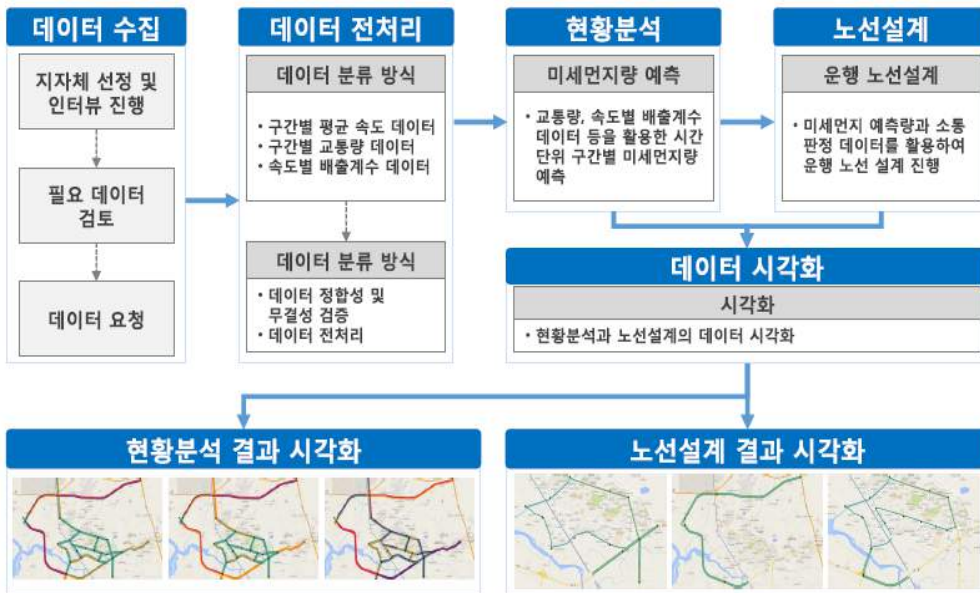 데이터 수집
지자체 선정 및
인터뷰 진행
필요 데이터
검토
데이터 요청
데이터 전처리
데이터 분류 방식
• 구간별 평균 속도 데이터
• 구간별 교통량 데이터
• 속도별 배출계수 데이터
데이터 분류 방식
• 데이터 정합성 및
무결성 검증
• 데이터 전처리
현황분석
미세먼지량 예측
• 교통량, 속도별 배출계수
데이터 등을 활용한 시간
단위 구간별 미세먼지량
예측
노선설계
운행 노선설계
• 미세먼지 예측량과 소통
판정 데이터를 활용하여
운행 노선 설계 진행
데이터 시각화
시각화
• 현황분석과 노선설계의 데이터 시각화
현황분석 결과 시각화
노선설계 결과 시각화